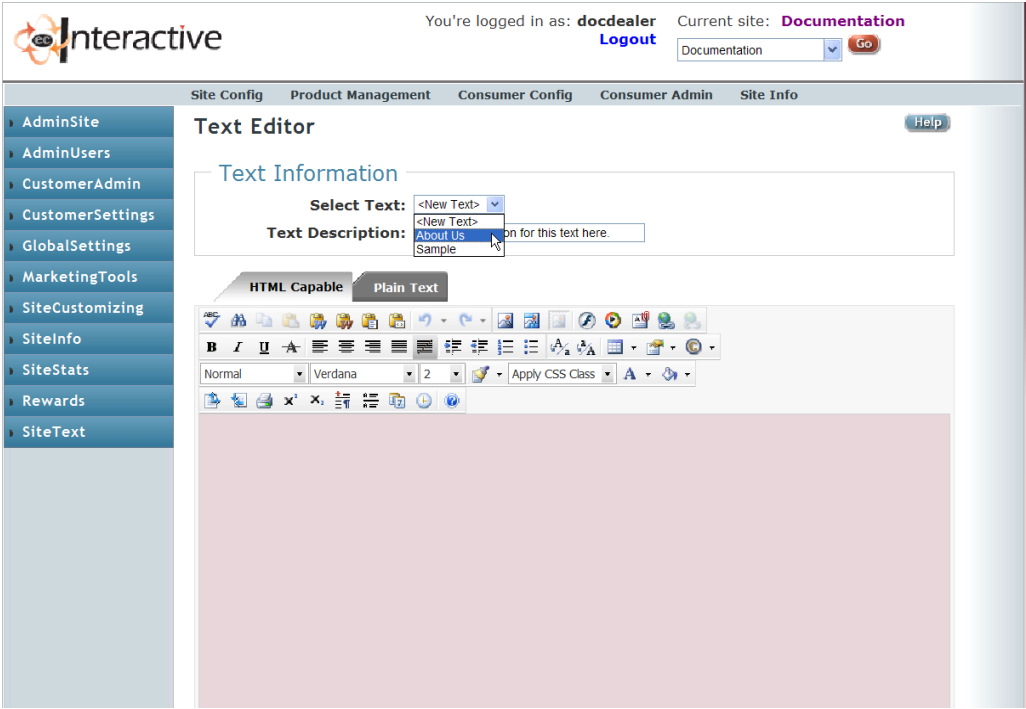 You're logged in as: docdealer
Logout
Current site: Documentation
Documentation
Go
ec Interactive
Site Config Product Management Consumer Config Consumer Admin Site Info
AdminSite
AdminUsers
CustomerAdmin
CustomerSettings
GlobalSettings
MarketingTools
SiteCustomizing
SiteInfo
SiteStats
Rewards
SiteText
Text Editor
Help
Text Information
Select Text: <New Text>
<New Text>
About Us
Sample
Text Description: on for this text here.
HTML Capable Plain Text
ABC
B I U A
Normal Verdana 2 Apply CSS Class A